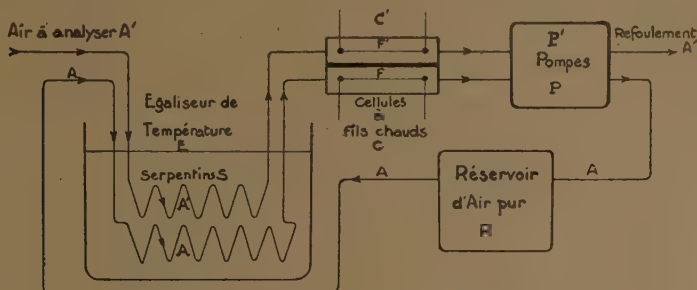 Air à analyser A'
A
Egaliseur de
Température
E
Serpentins S
A'
A
C'
F'
F
Cellules
à
fils chauds
C
P'
Pompes
P
Refoulement
A'
A
A
Réservoir
d'Air pur
R